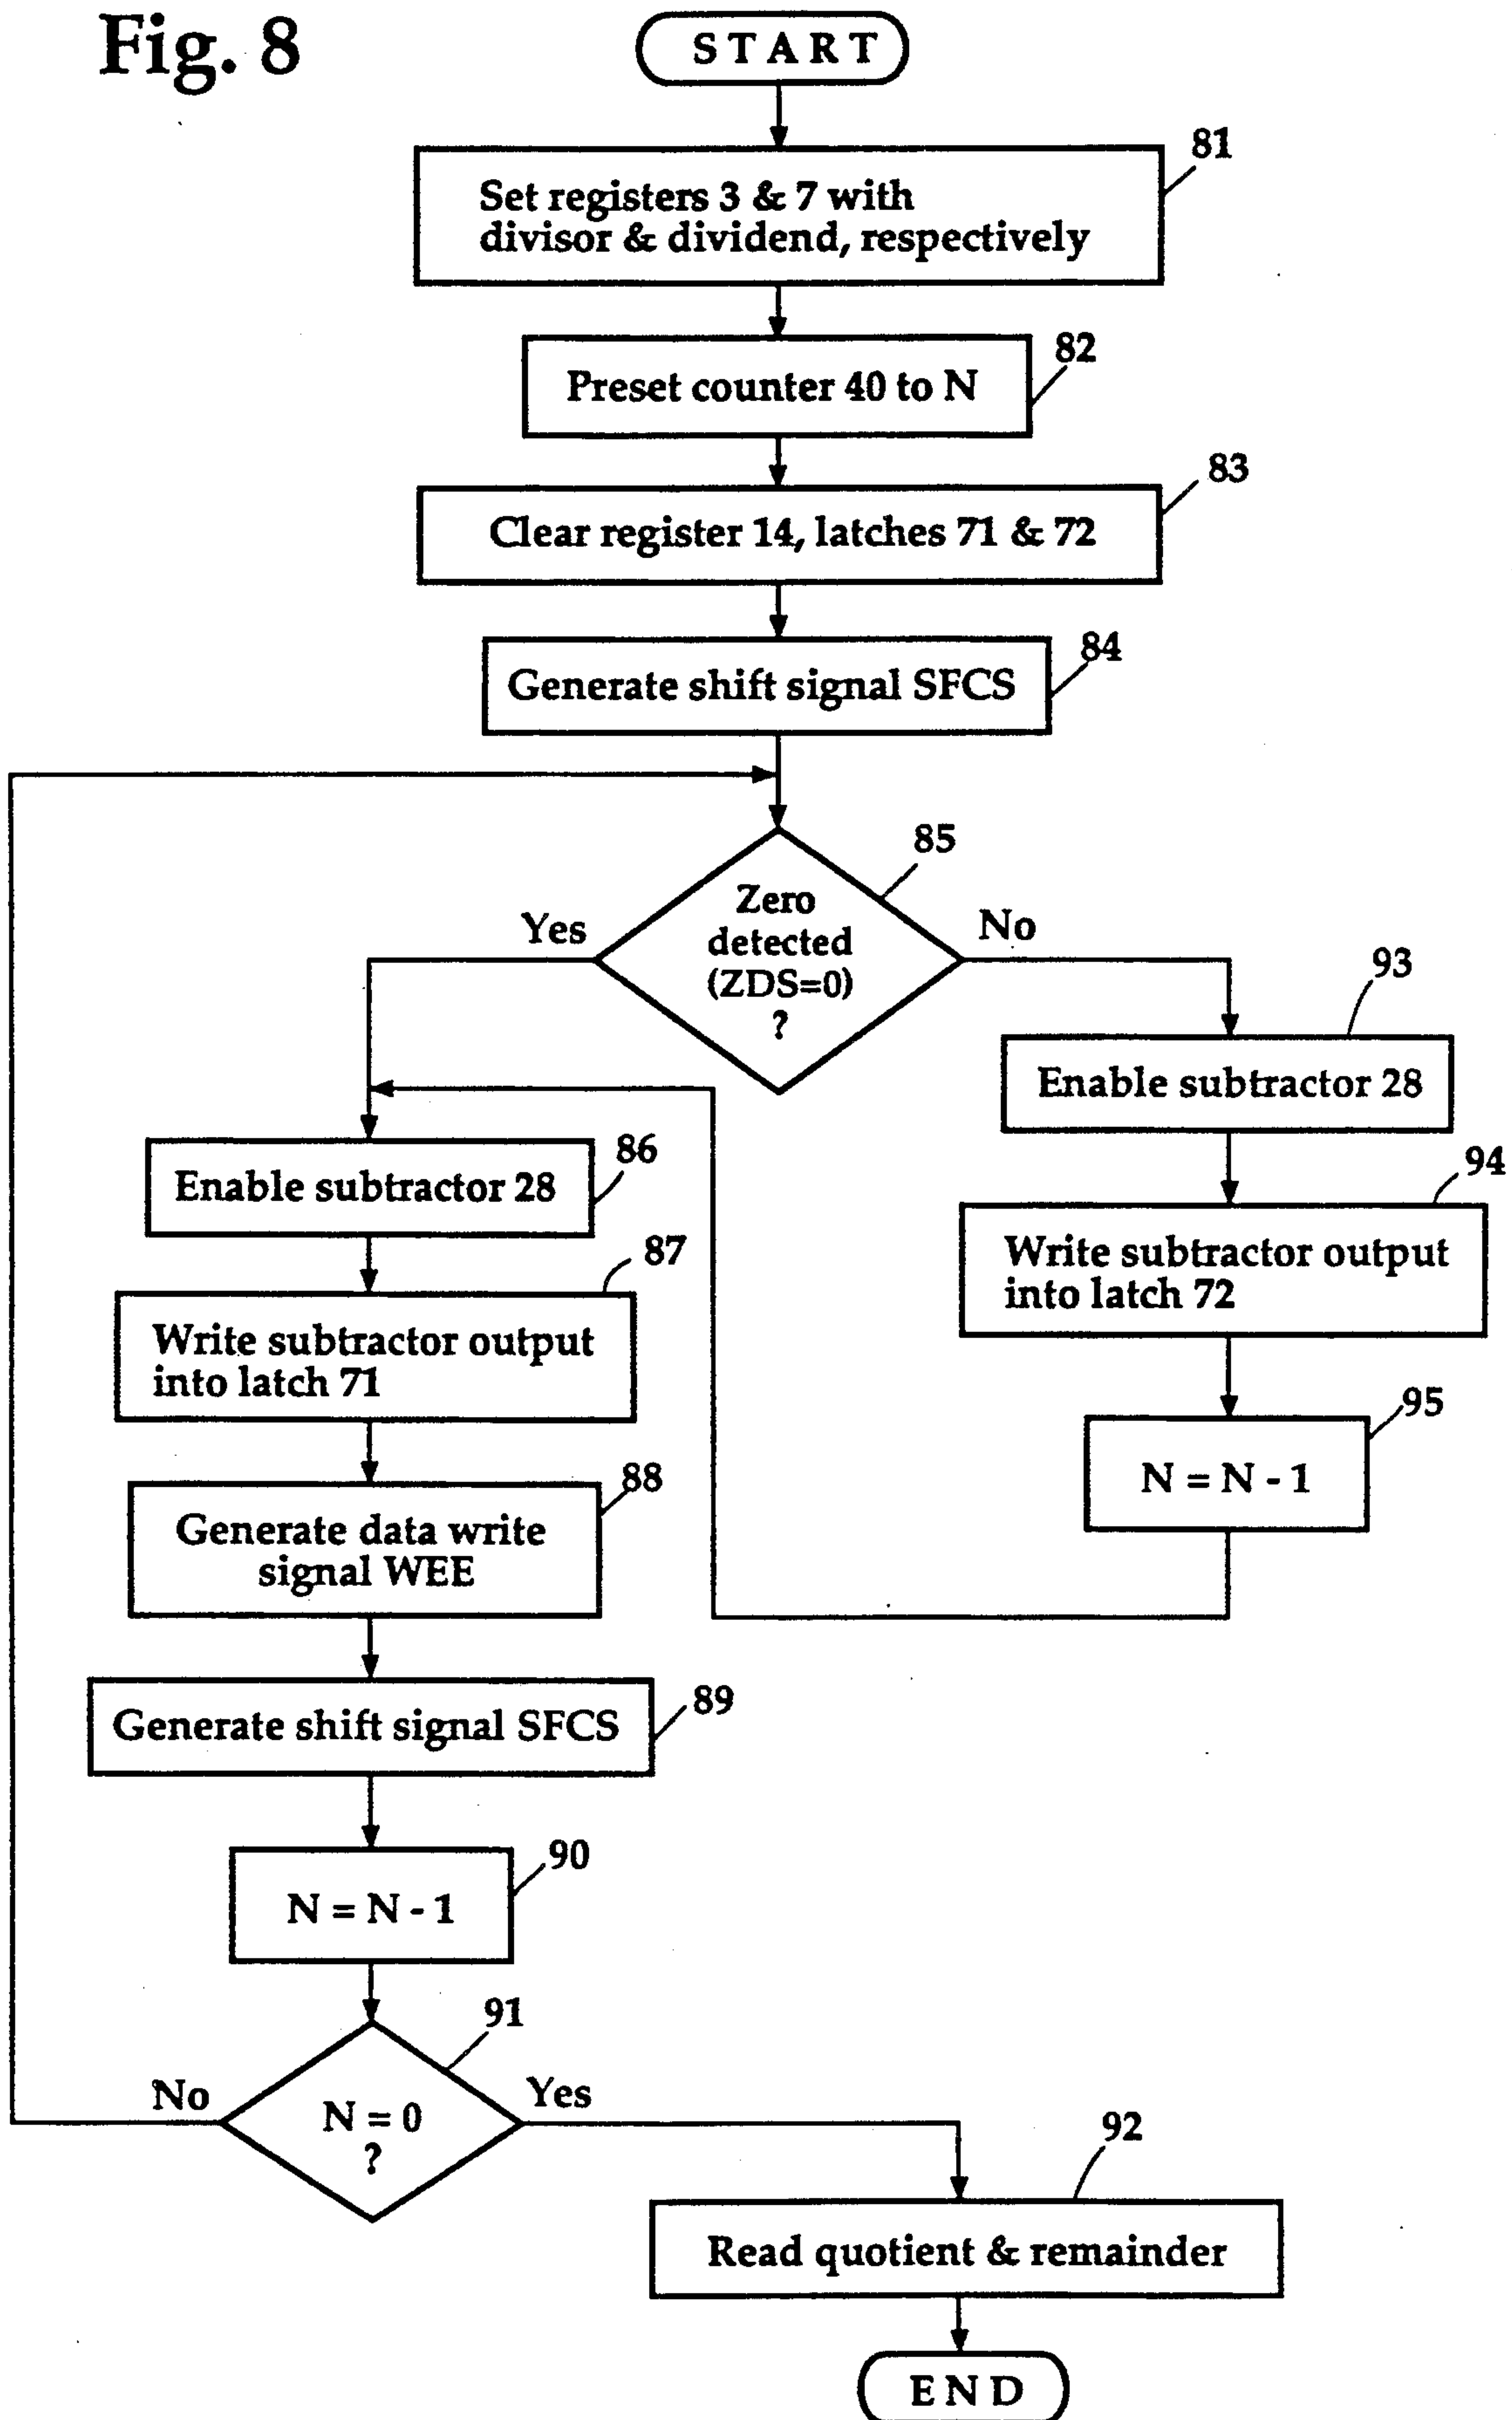 Fig. 8
START
81
Set registers 3 & 7 with
divisor & dividend, respectively
82
Preset counter 40 to N
83
Clear register 14, latches 71 & 72
84
Generate shift signal SFCS
85
Zero
detected
(ZDS=0)
?
Yes
No
93
Enable subtractor 28
86
Enable subtractor 28
94
Write subtractor output
into latch 72
87
Write subtractor output
into latch 71
95
N = N - 1
88
Generate data write
signal WEE
89
Generate shift signal SFCS
90
N = N - 1
91
N = 0
?
No
Yes
92
Read quotient & remainder
END